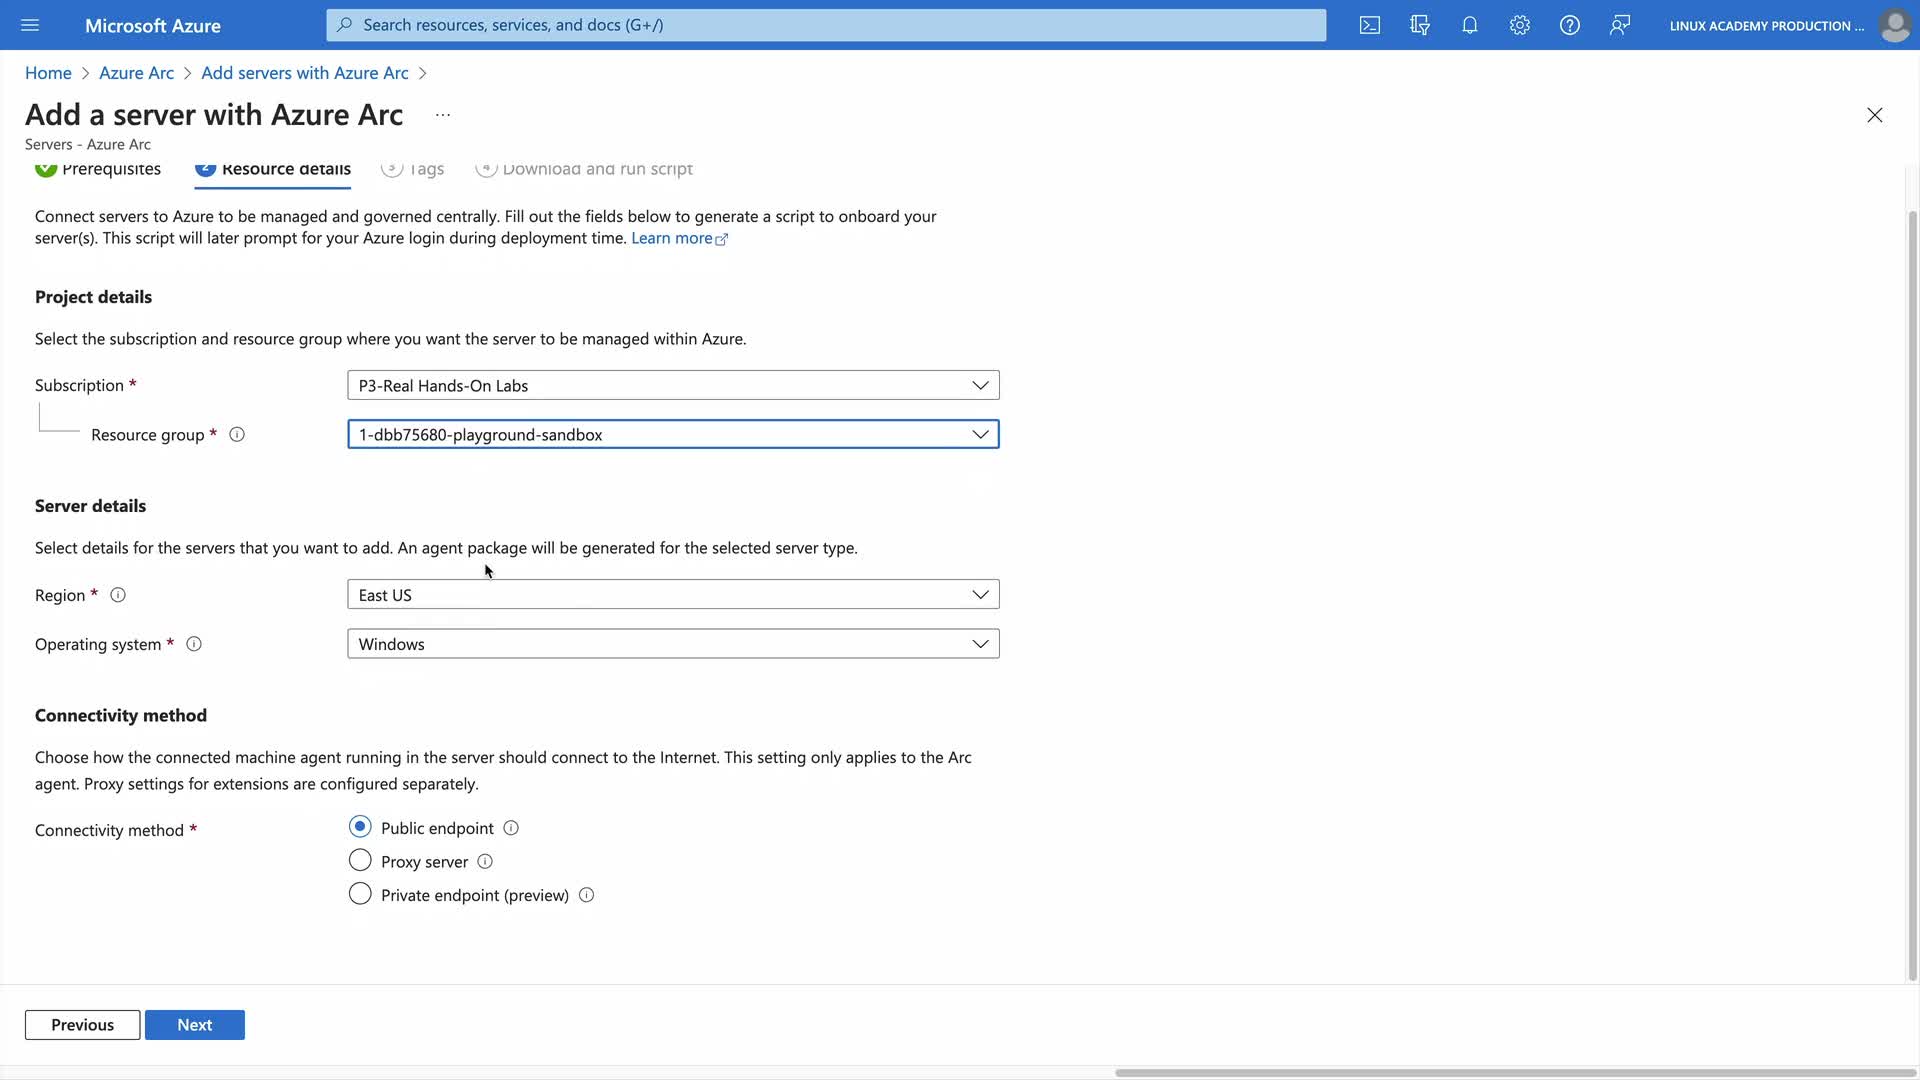 Microsoft Azure
Search resources, services, and docs (G+/)
LINUX ACADEMY PRODUCTION ...
Home > Azure Arc > Add servers with Azure Arc >
Add a server with Azure Arc ...
Servers - Azure Arc
Prerequisites
2 Resource details
3 Tags
4 Download and run script
Connect servers to Azure to be managed and governed centrally. Fill out the fields below to generate a script to onboard your
server(s). This script will later prompt for your Azure login during deployment time. Learn more
Project details
Select the subscription and resource group where you want the server to be managed within Azure.
Subscription *
P3-Real Hands-On Labs
Resource group *
1-dbb75680-playground-sandbox
Server details
Select details for the servers that you want to add. An agent package will be generated for the selected server type.
Region *
East US
Operating system *
Windows
Connectivity method
Choose how the connected machine agent running in the server should connect to the Internet. This setting only applies to the Arc
agent. Proxy settings for extensions are configured separately.
Connectivity method *
Public endpoint
Proxy server
Private endpoint (preview)
Previous
Next